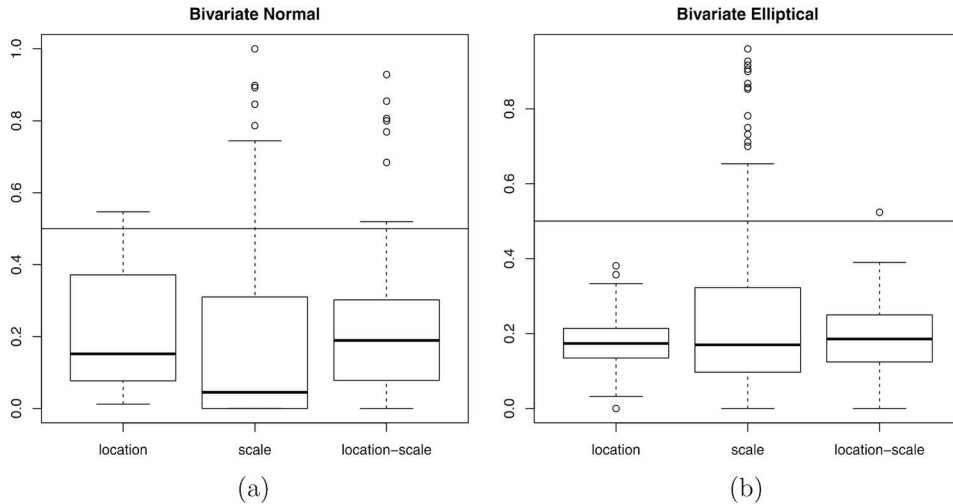 Bivariate Normal
1.0
0.8
0.6
0.4
0.2
0.0
location scale location−scale
(a)
Bivariate Elliptical
0.8
0.6
0.4
0.2
0.0
location scale location−scale
(b)